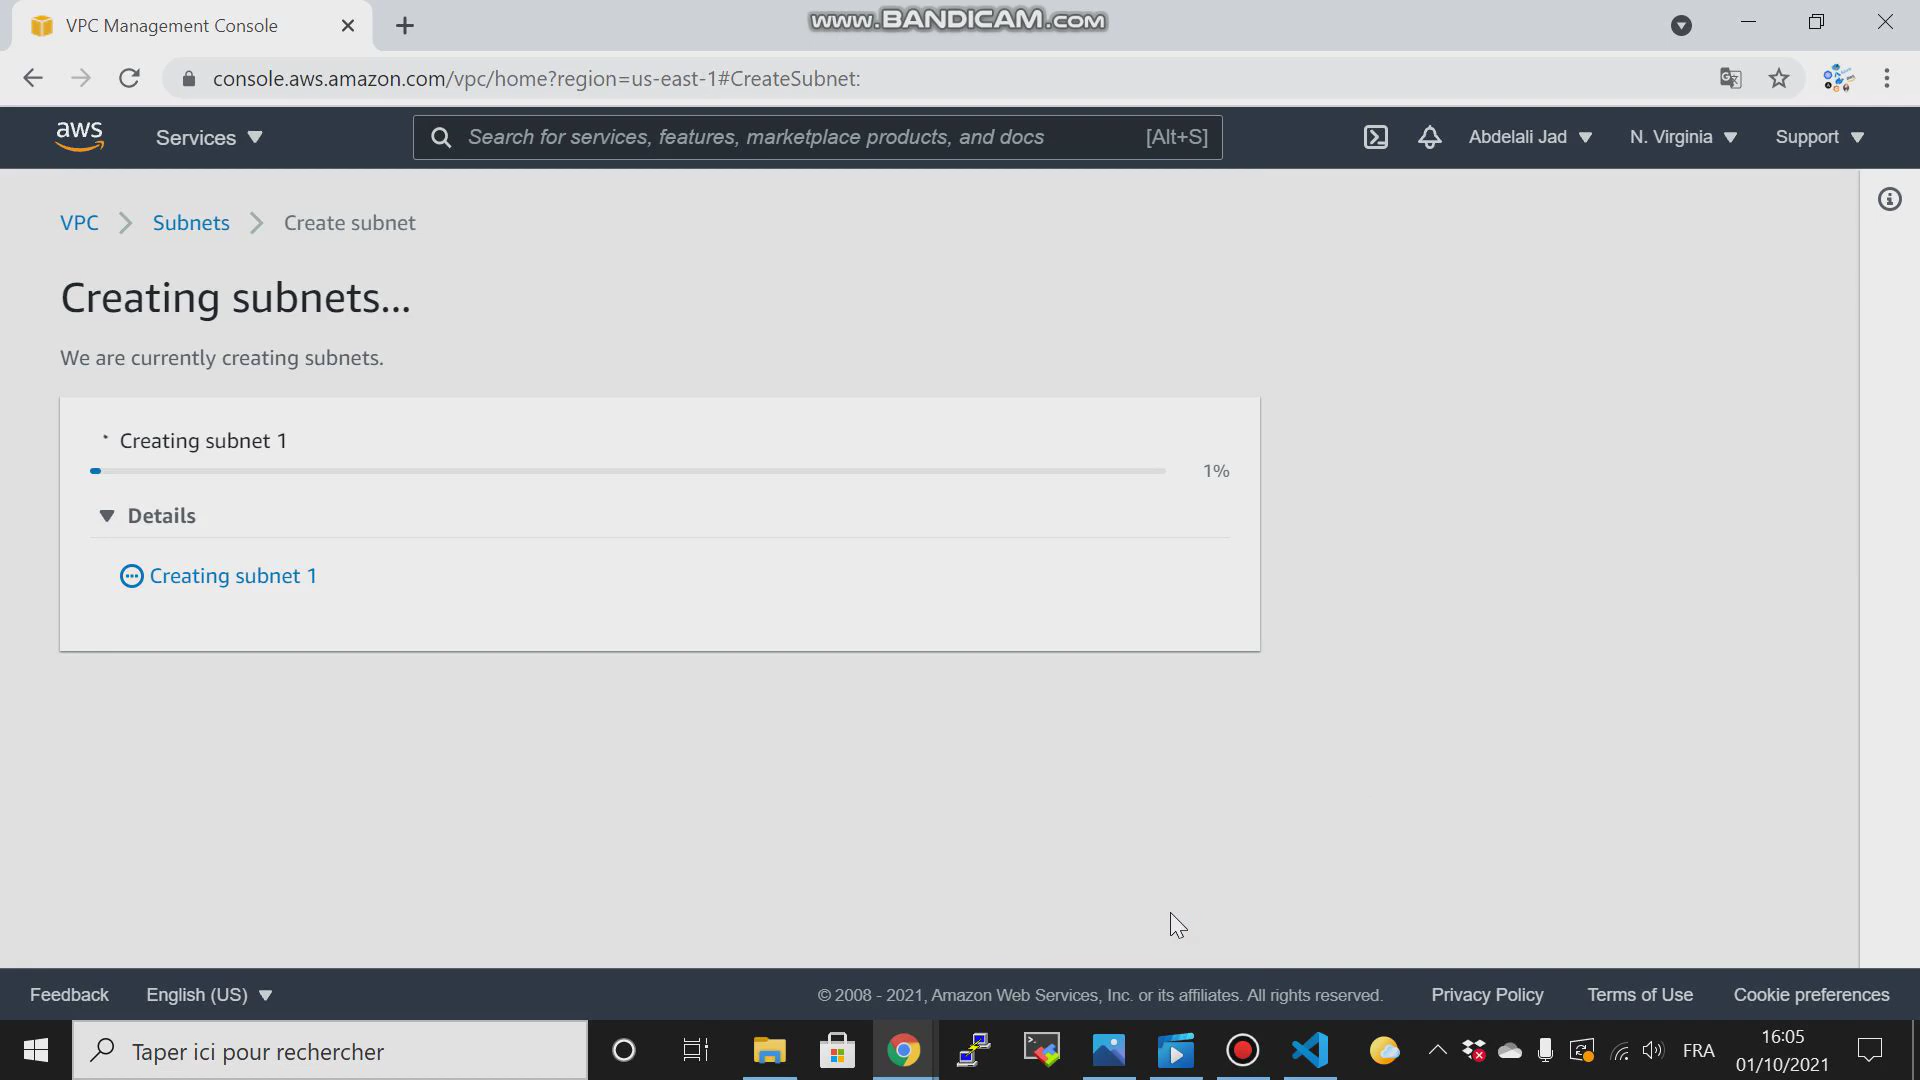 VPC Management Console
www.BANDICAM.com
console.aws.amazon.com/vpc/home?region=us-east-1#CreateSubnet:
aws
Services
Search for services, features, marketplace products, and docs
[Alt+S]
Abdelali Jad
N. Virginia
Support
VPC
Subnets
Create subnet
Creating subnets...
We are currently creating subnets.
Creating subnet 1
1%
Details
Creating subnet 1
Feedback
English (US)
© 2008 - 2021, Amazon Web Services, Inc. or its affiliates. All rights reserved.
Privacy Policy
Terms of Use
Cookie preferences
Taper ici pour rechercher
FRA
16:05
01/10/2021